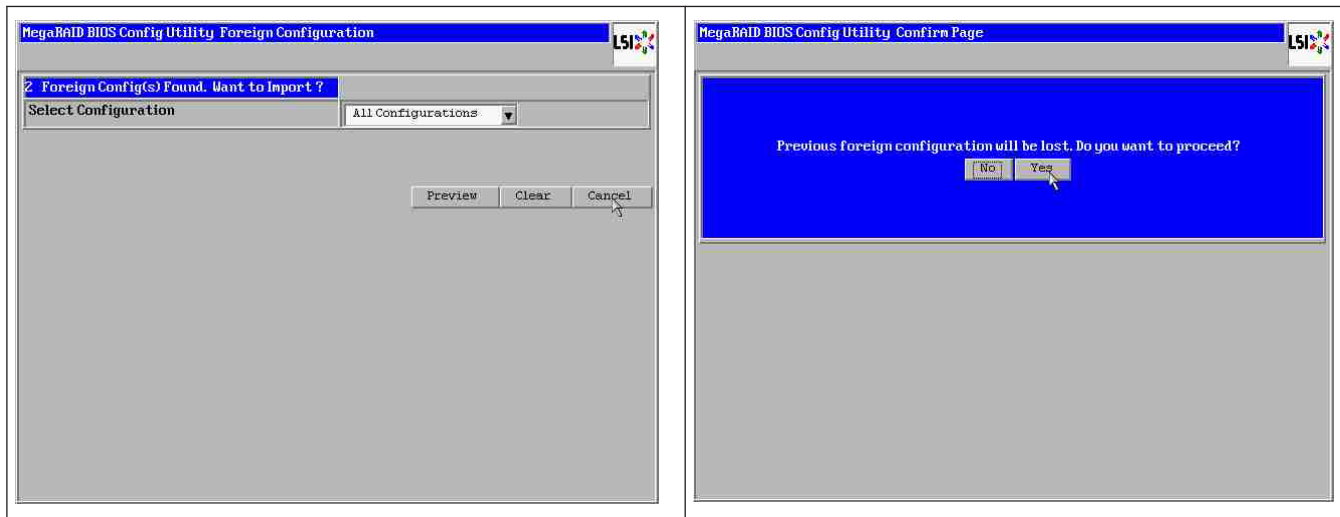 MegaRAID BIOS Config Utility Foreign Configuration
LSI
2 Foreign Config(s) Found. Want to Import ?
Select Configuration
All Configurations
Preview Clear Cancel
MegaRAID BIOS Config Utility Confirm Page
LSI
Previous foreign configuration will be lost. Do you want to proceed?
No Yes